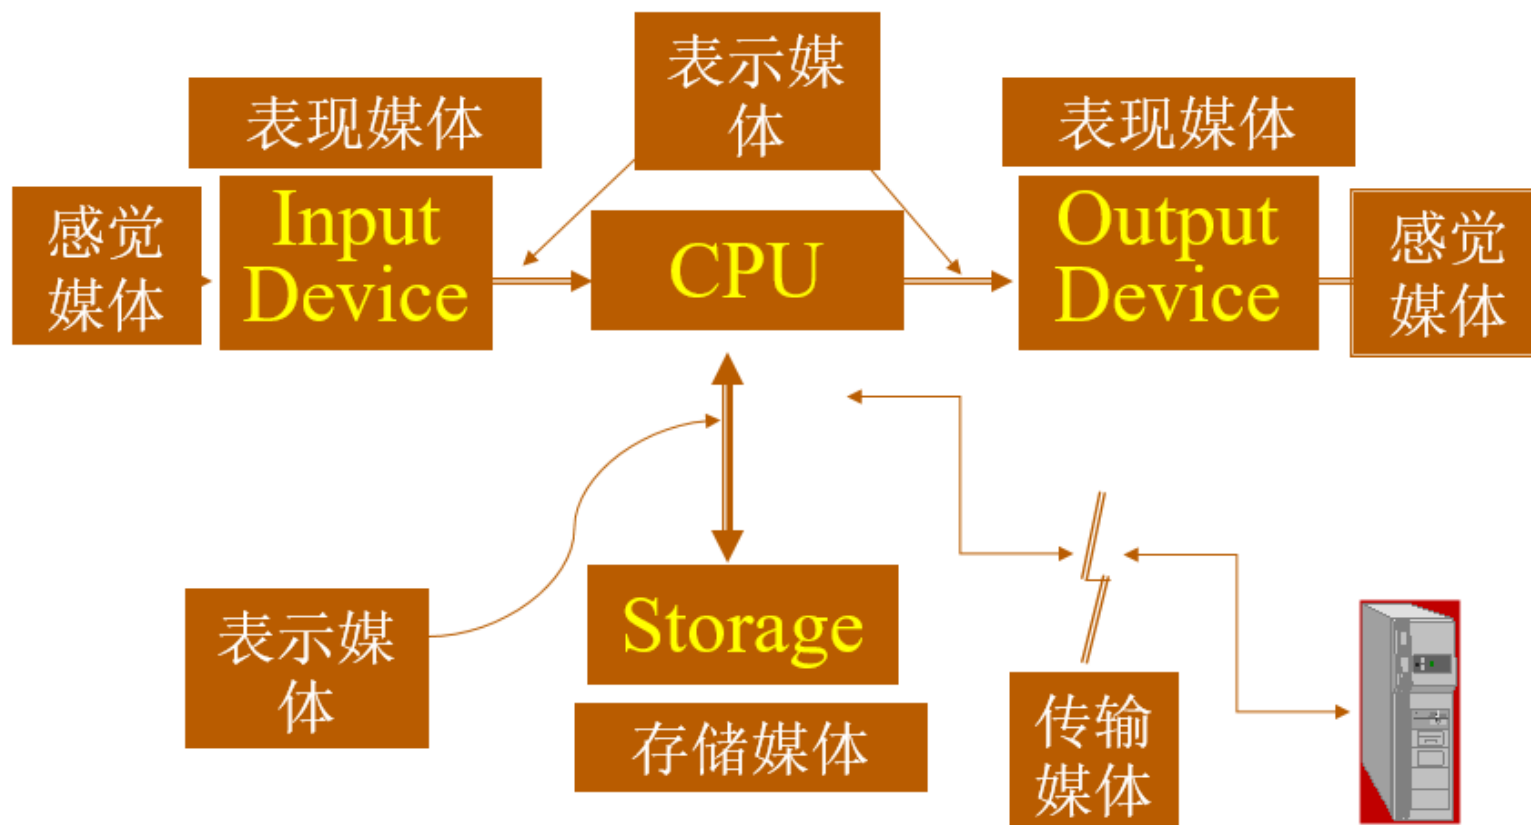 表示媒
体
表现媒体
表现媒体
感觉
媒体
Input
Device
CPU
Output
Device
感觉
媒体
表示媒
体
Storage
存储媒体
传输
媒体